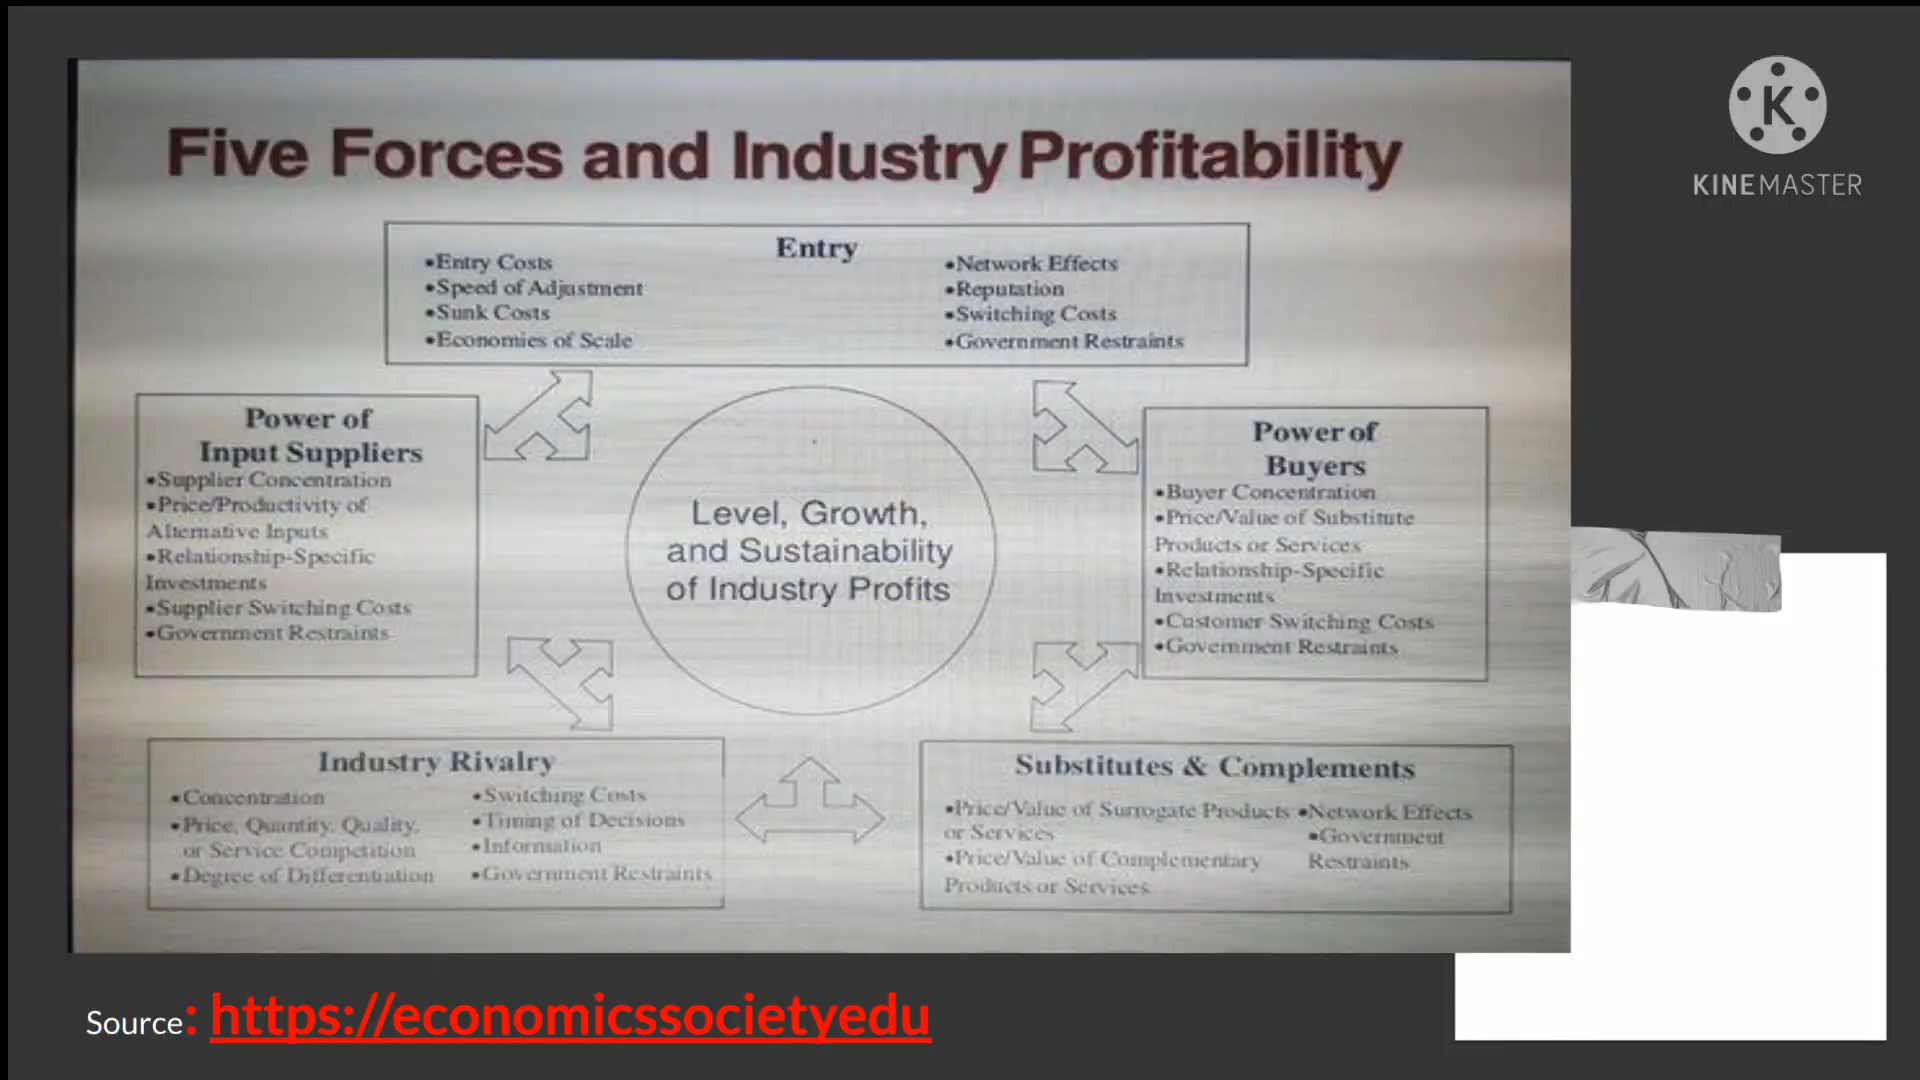 Five Forces and Industry Profitability
KINEMASTER
Entry
•Entry Costs
•Speed of Adjustment
•Sunk Costs
•Economies of Scale
•Network Effects
•Reputation
•Switching Costs
•Government Restraints
Power of
Input Suppliers
•Supplier Concentration
•Price/Productivity of
Alternative Inputs
•Relationship-Specific
Investments
•Supplier Switching Costs
•Government Restraints
Level, Growth,
and Sustainability
of Industry Profits
Power of
Buyers
•Buyer Concentration
•Price/Value of Substitute
Products or Services
•Relationship-Specific
Investments
•Customer Switching Costs
•Government Restraints
Industry Rivalry
•Concentration
•Price, Quantity, Quality,
or Service Competition
•Degree of Differentiation
•Switching Costs
•Timing of Decisions
•Information
•Government Restraints
Substitutes & Complements
•Price/Value of Surrogate Products
or Services
•Price/Value of Complementary
Products or Services
•Network Effects
•Government
Restraints
Source: https://economicssocietyedu